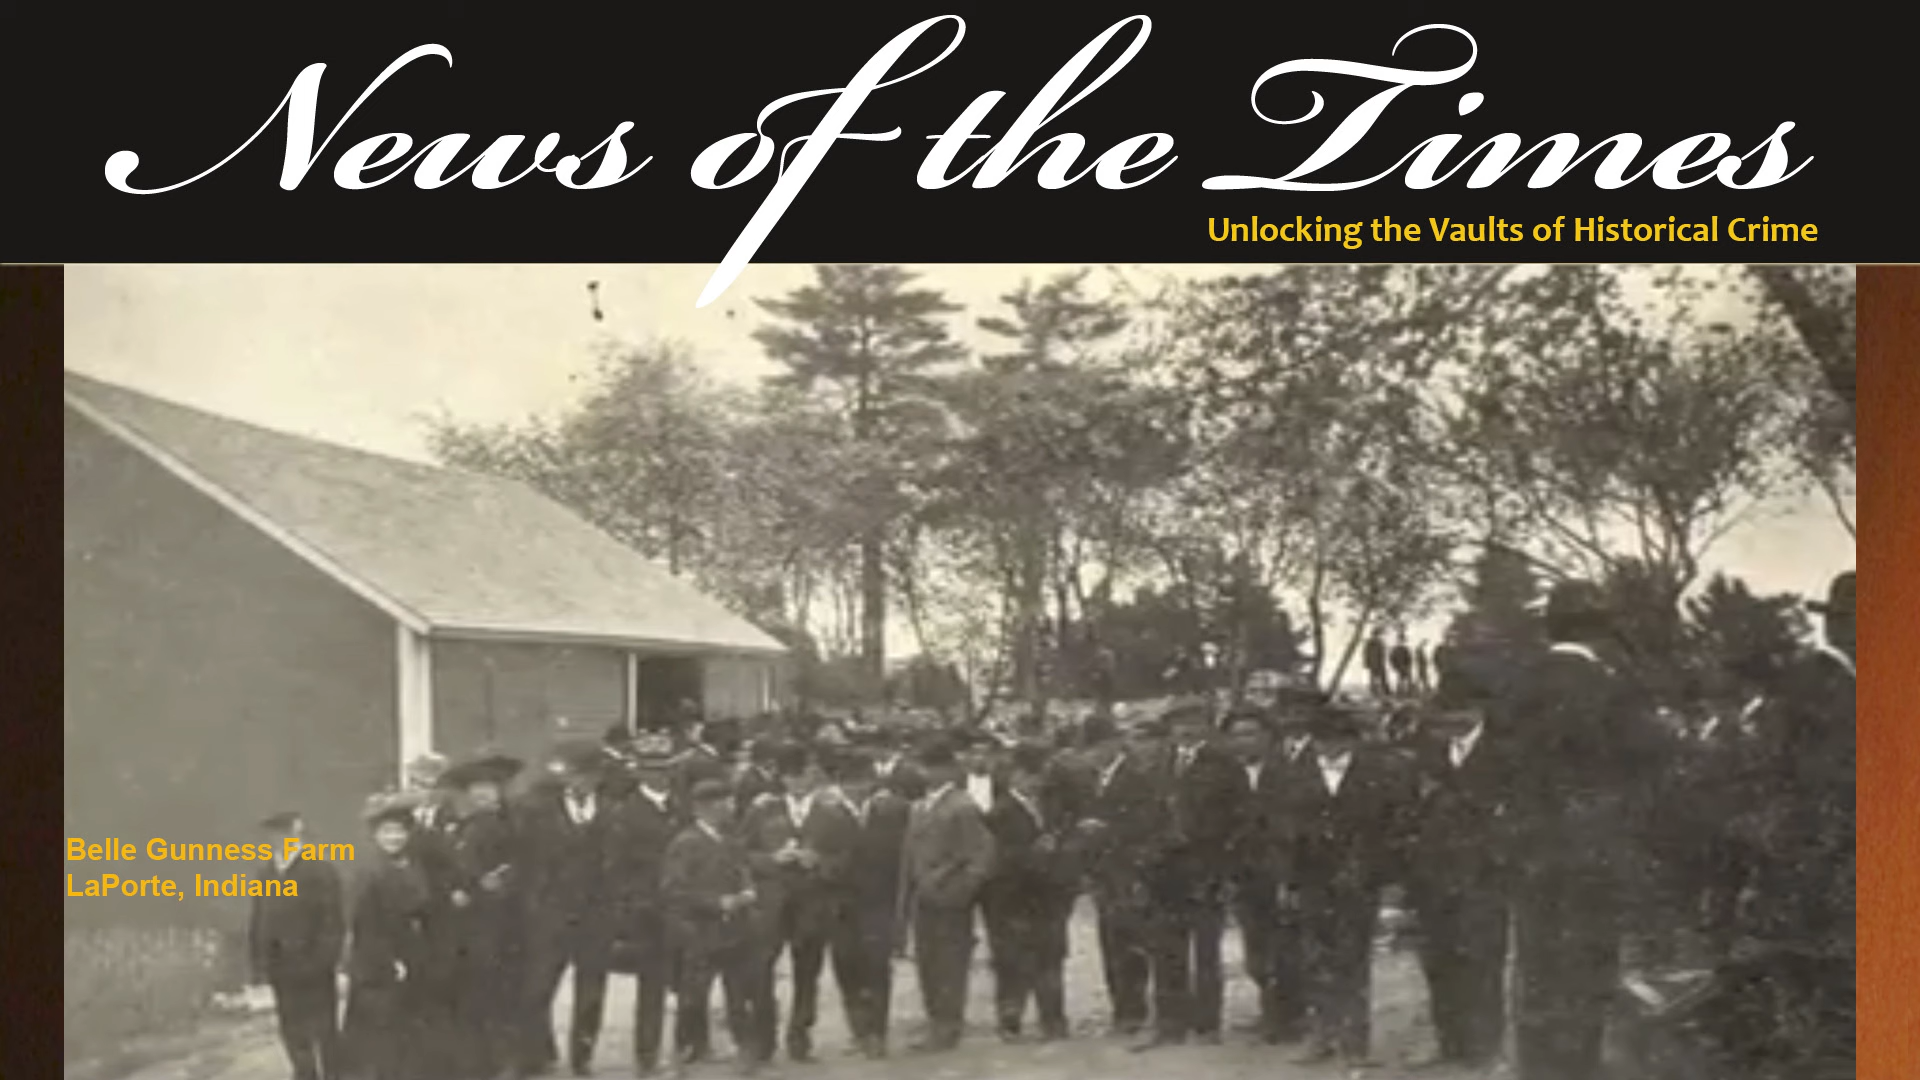 News of the Times
Unlocking the Vaults of Historical Crime
Belle Gunness Farm
LaPorte, Indiana